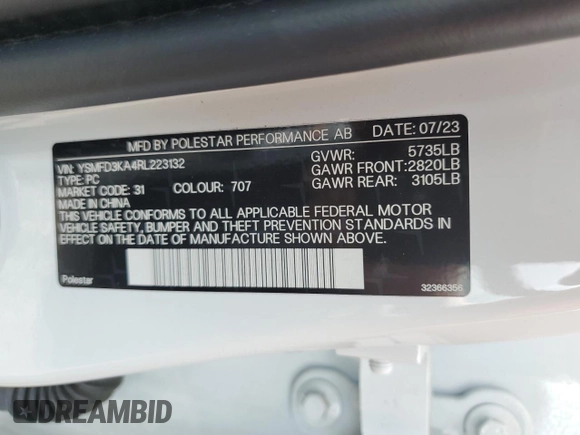 MFD BY POLESTAR PERFORMANCE AB DATE: 07/23
VIN: YSMFD3KA4RL223132 GVWR: 5735LB
TYPE: PC GAWR FRONT: 2820LB
MARKET CODE: 31 COLOUR: 707 GAWR REAR: 3105LB
MADE IN CHINA
THIS VEHICLE CONFORMS TO ALL APPLICABLE FEDERAL MOTOR
VEHICLE SAFETY, BUMPER AND THEFT PREVENTION STANDARDS IN
EFFECT ON THE DATE OF MANUFACTURE SHOWN ABOVE.
Polestar 32366356
DREAMBID